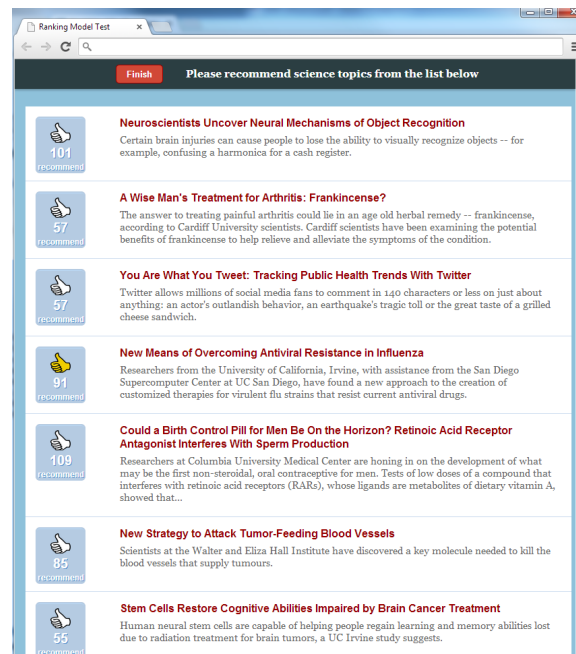 Ranking Model Test
Finish
Please recommend science topics from the list below
101
recommend
Neuroscientists Uncover Neural Mechanisms of Object Recognition
Certain brain injuries can cause people to lose the ability to visually recognize objects -- for
example, confusing a harmonica for a cash register.
57
recommend
A Wise Man's Treatment for Arthritis: Frankincense?
The answer to treating painful arthritis could lie in an age old herbal remedy -- frankincense,
according to Cardiff University scientists. Cardiff scientists have been examining the potential
benefits of frankincense to help relieve and alleviate the symptoms of the condition.
57
recommend
You Are What You Tweet: Tracking Public Health Trends With Twitter
Twitter allows millions of social media fans to comment in 140 characters or less on just about
anything: an actor's outlandish behavior, an earthquake's tragic toll or the great taste of a grilled
cheese sandwich.
91
recommend
New Means of Overcoming Antiviral Resistance in Influenza
Researchers from the University of California, Irvine, with assistance from the San Diego
Supercomputer Center at UC San Diego, have found a new approach to the creation of
customized therapies for virulent flu strains that resist current antiviral drugs.
109
recommend
Could a Birth Control Pill for Men Be On the Horizon? Retinoic Acid Receptor
Antagonist Interferes With Sperm Production
Researchers at Columbia University Medical Center are honing in on the development of what
may be the first non-steroidal, oral contraceptive for men. Tests of low doses of a compound that
interferes with retinoic acid receptors (RARs), whose ligands are metabolites of dietary vitamin A,
showed that...
85
recommend
New Strategy to Attack Tumor-Feeding Blood Vessels
Scientists at the Walter and Eliza Hall Institute have discovered a key molecule needed to kill the
blood vessels that supply tumours.
55
recommend
Stem Cells Restore Cognitive Abilities Impaired by Brain Cancer Treatment
Human neural stem cells are capable of helping people regain learning and memory abilities lost
due to radiation treatment for brain tumors, a UC Irvine study suggests.